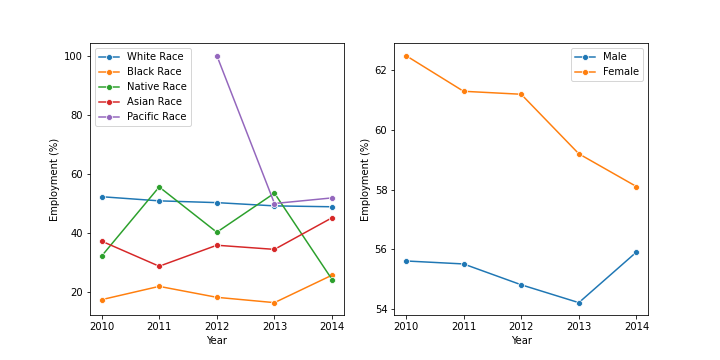 White Race
Black Race
Native Race
Asian Race
Pacific Race
Employment (%)
100
80
60
40
20
2010 2011 2012 2013 2014
Year
Male
Female
Employment (%)
62
60
58
56
54
2010 2011 2012 2013 2014
Year